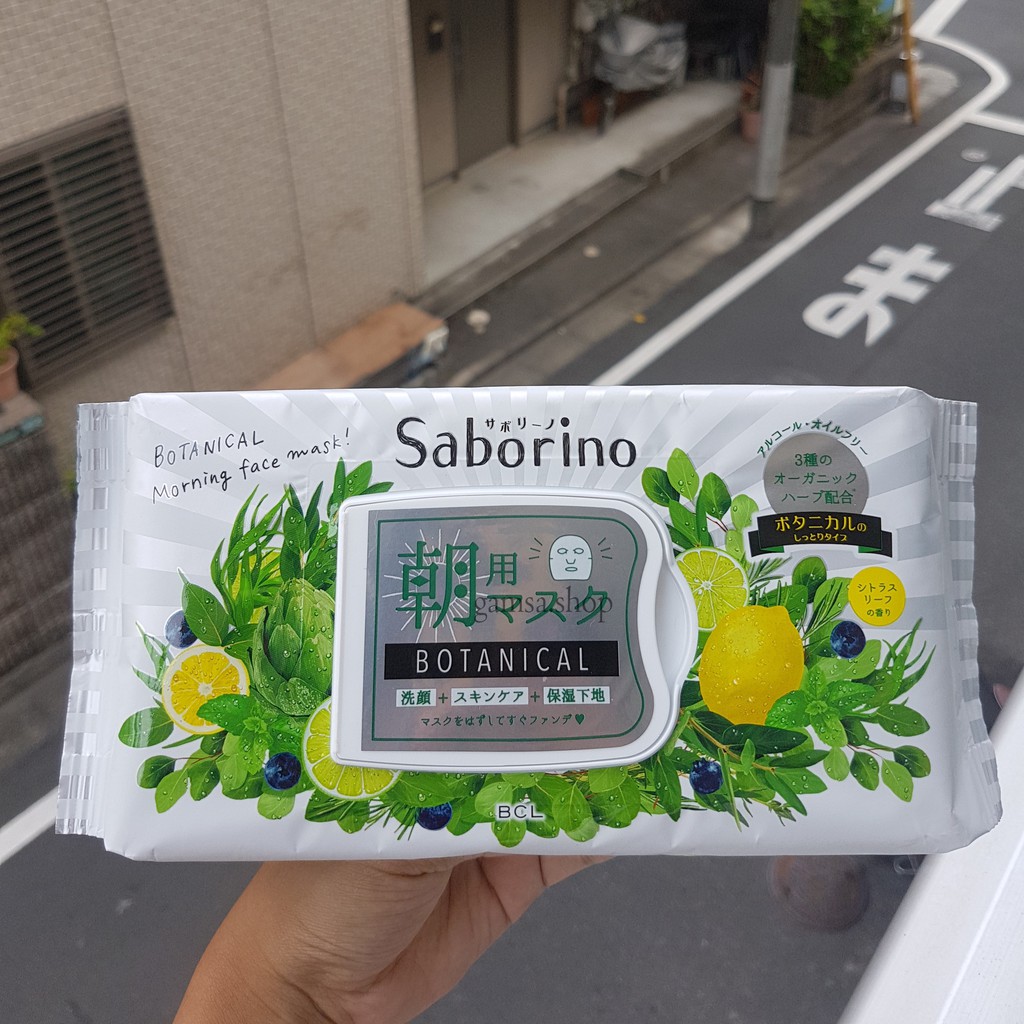 止
ま
BOTANICAL
Morning face mask!
サボリーノ
Saborino
アルコール・オイルフリー
3種の
オーガニック
ハーブ配合
ボタニカルの
しっとりタイプ
シトラス
リーフ
の香り
朝用
マスク
gamsa.shop
BOTANICAL
洗顔+スキンケア+保湿下地
マスクをはずしてすぐファンデ♥
BCL